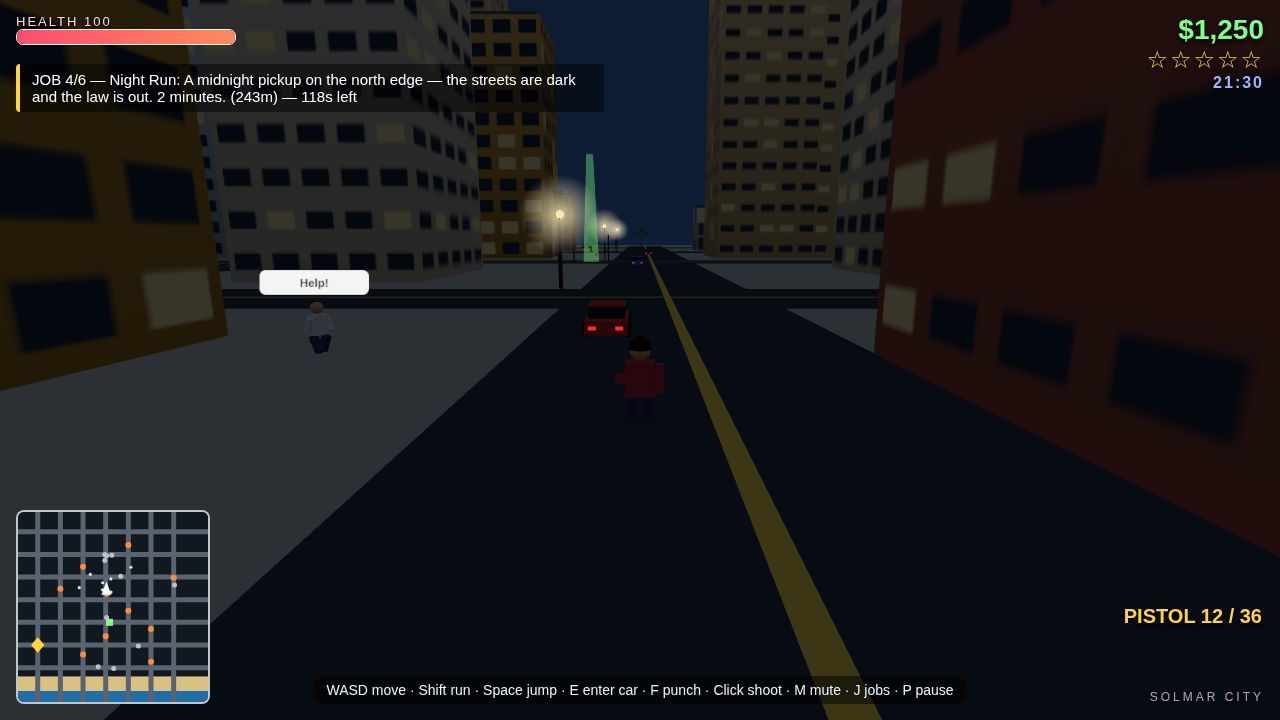 HEALTH 100
$1,250
☆☆☆☆☆
21:30
JOB 4/6 — Night Run: A midnight pickup on the north edge — the streets are dark
and the law is out. 2 minutes. (243m) — 118s left
Help!
PISTOL 12 / 36
WASD move · Shift run · Space jump · E enter car · F punch · Click shoot · M mute · J jobs · P pause
SOLMAR CITY